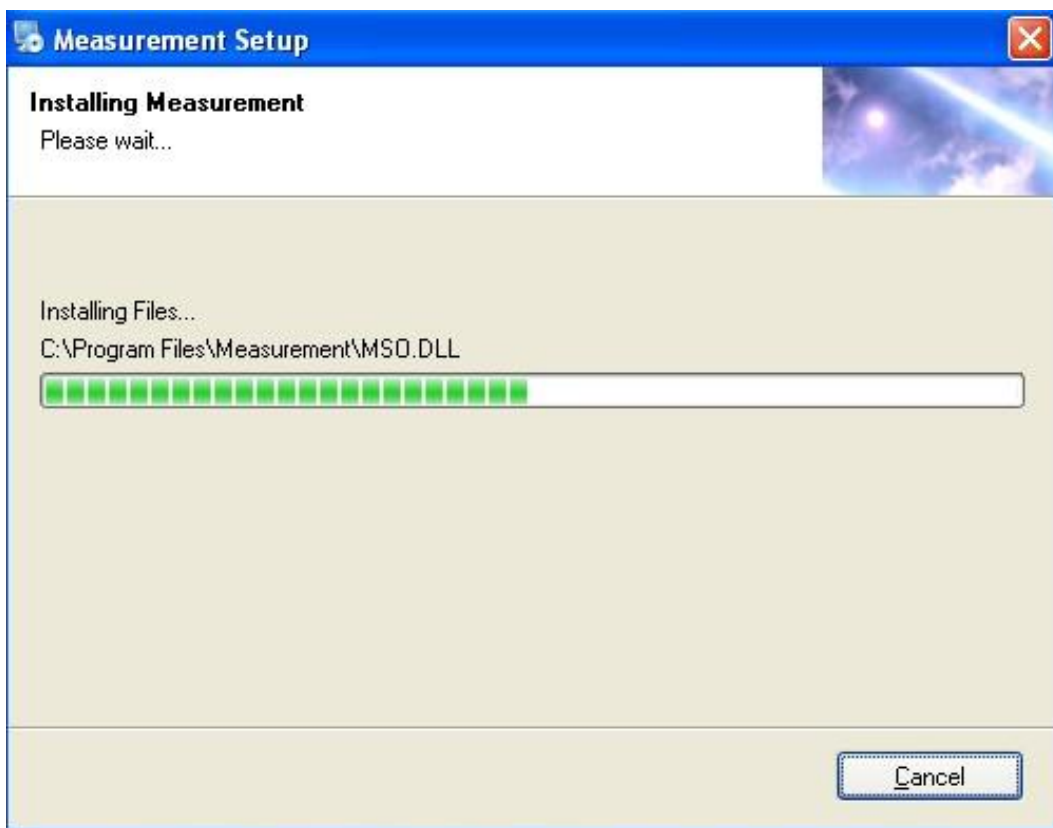 Measurement Setup
Installing Measurement
Please wait...
Installing Files...
C:\Program Files\Measurement\MSO.DLL
Cancel